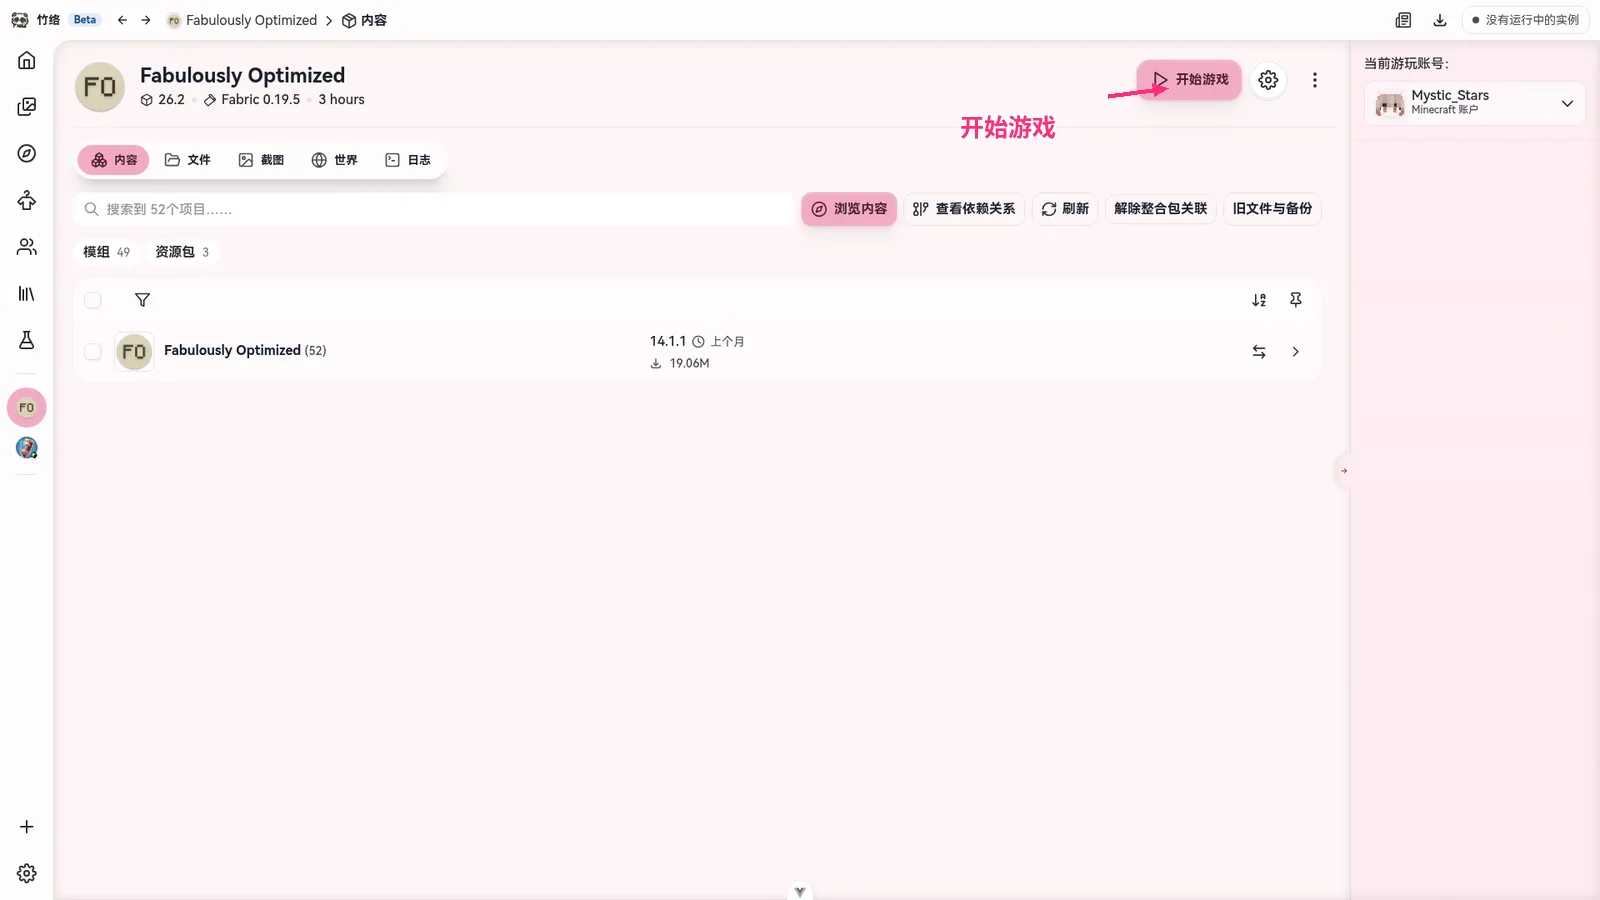 竹络 Beta Fabulously Optimized 内容 没有运行中的实例
FO Fabulously Optimized
26.2 Fabric 0.19.5 3 hours
开始游戏
当前游玩账号:
Mystic_Stars
Minecraft 账户
开始游戏
内容 文件 截图 世界 日志
搜索到 52个项目...... 浏览内容 查看依赖关系 刷新 解除整合包关联 旧文件与备份
模组 49 资源包 3
FO Fabulously Optimized (52) 14.1.1 上个月
19.06M
FO